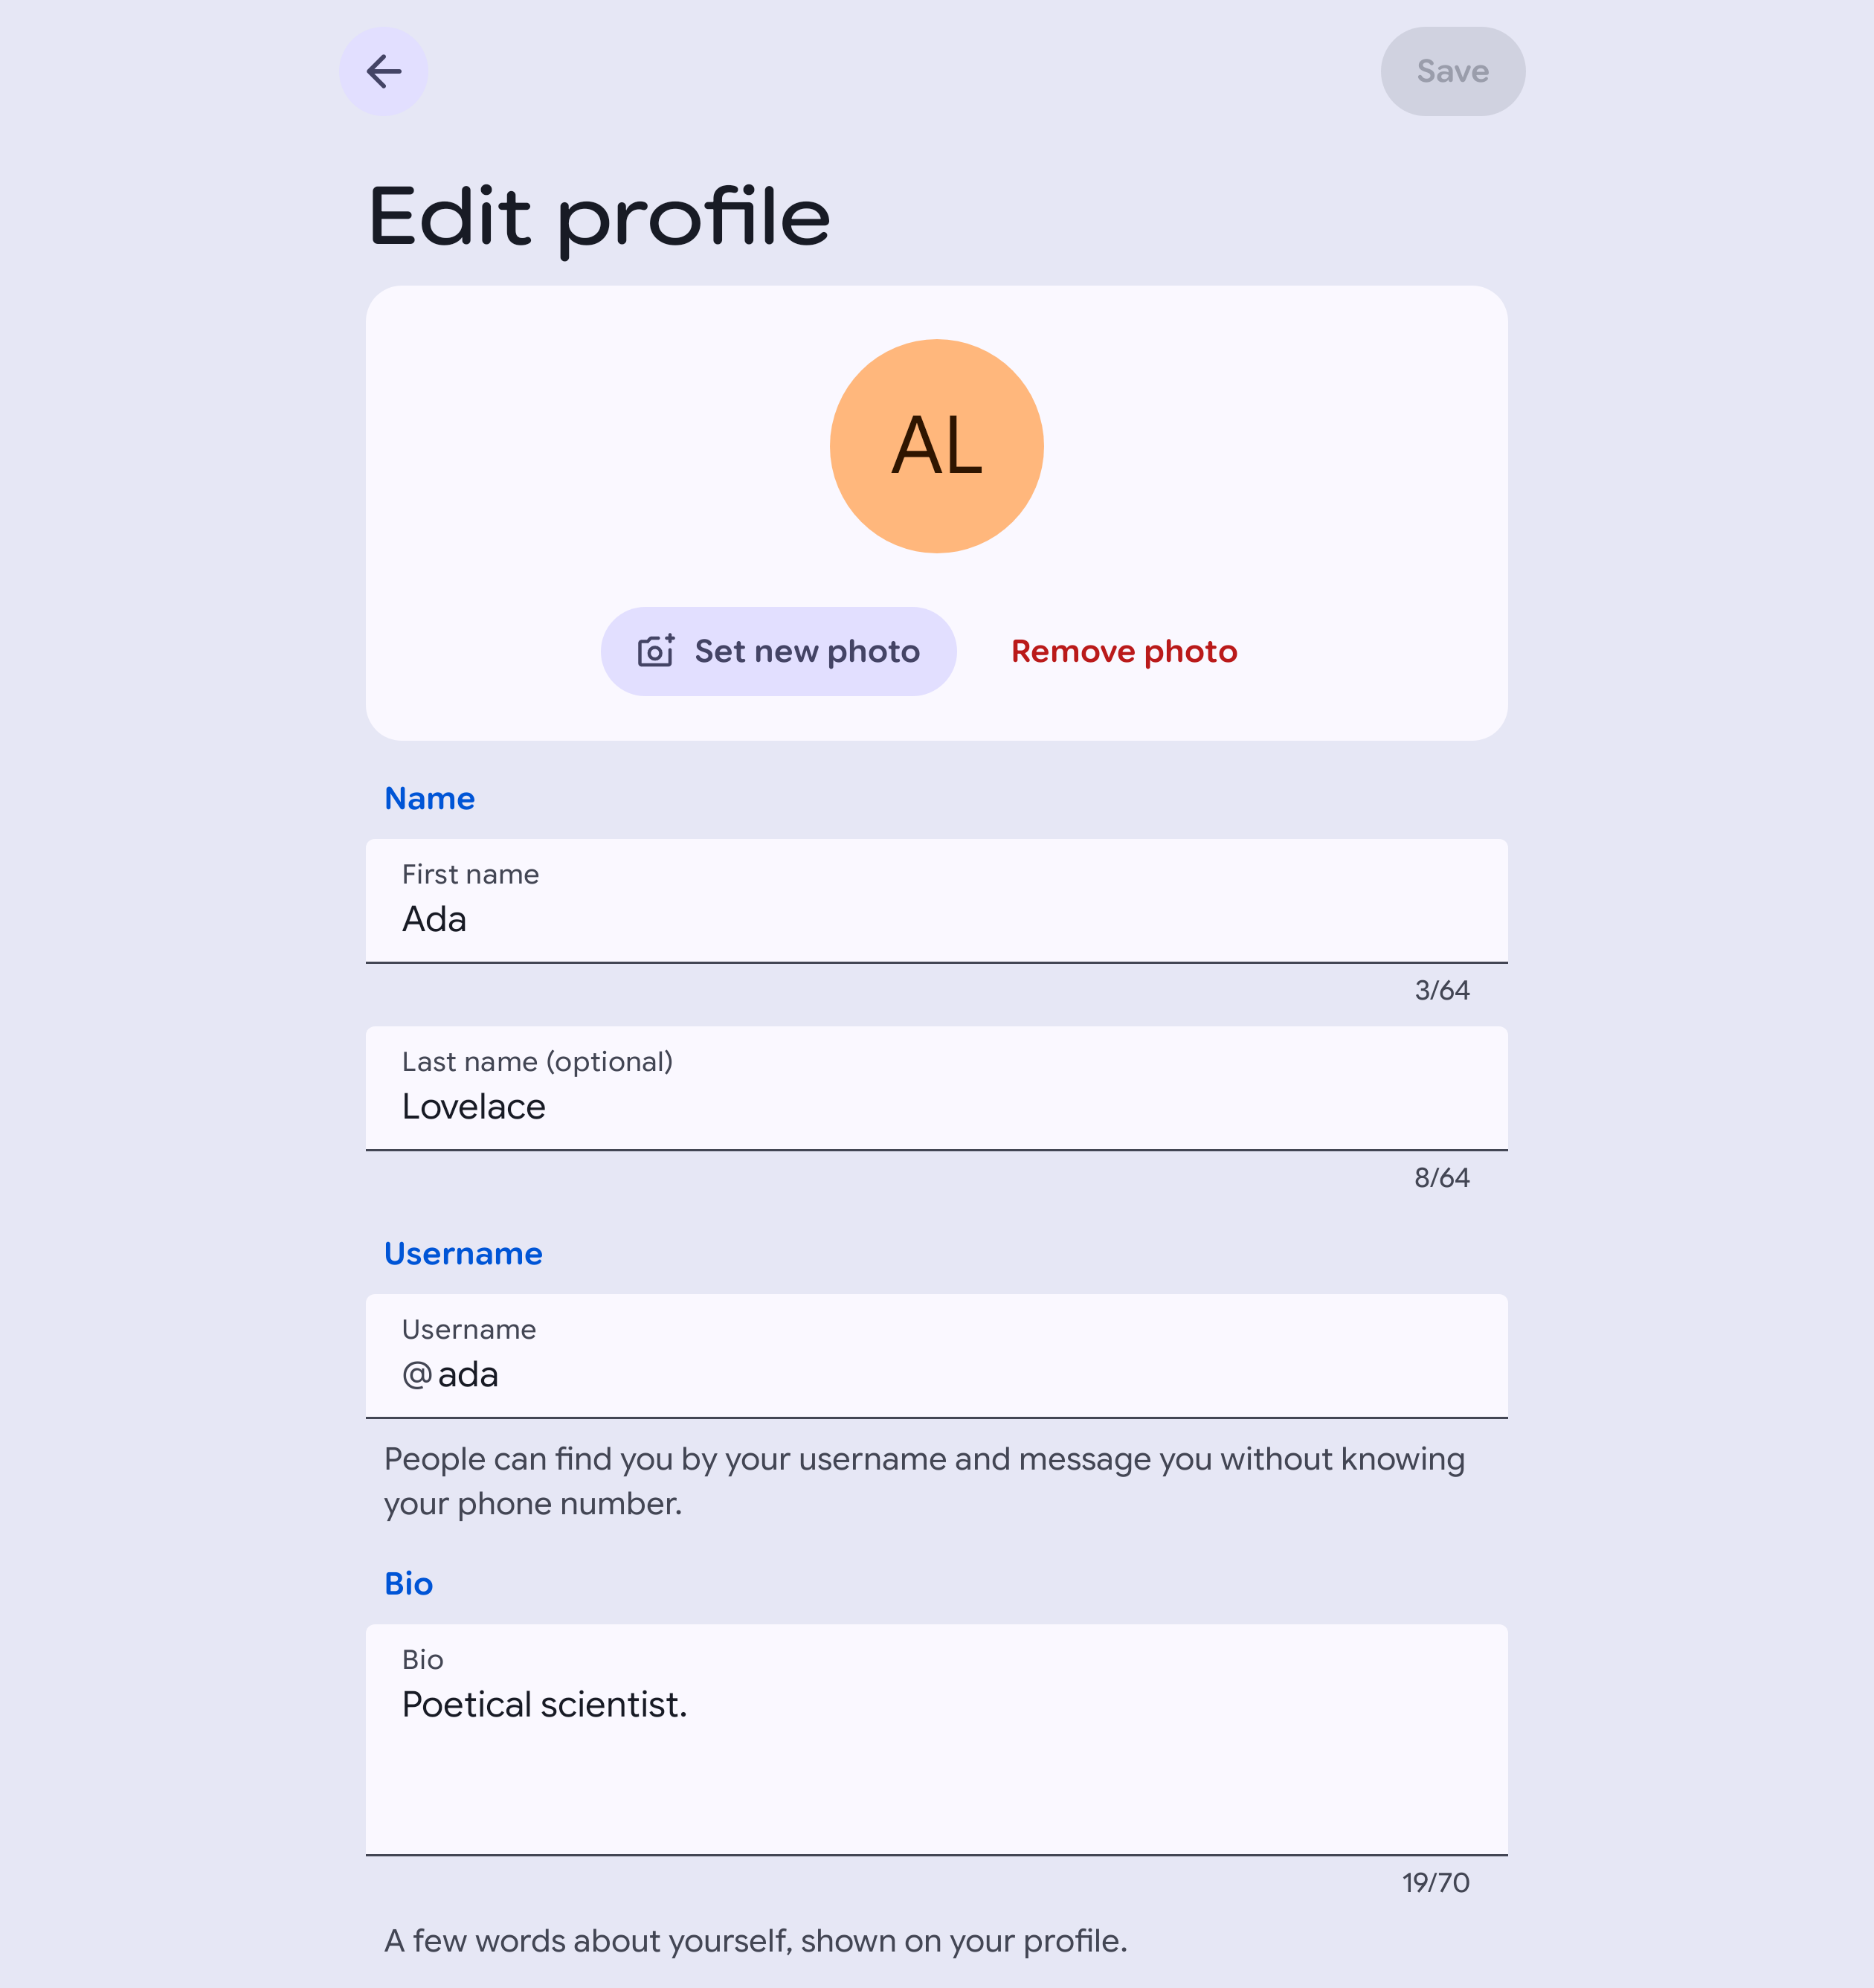 Save
Edit profile
AL
Set new photo
Remove photo
Name
First name
Ada
3/64
Last name (optional)
Lovelace
8/64
Username
Username
@ada
People can find you by your username and message you without knowing
your phone number.
Bio
Bio
Poetical scientist.
19/70
A few words about yourself, shown on your profile.